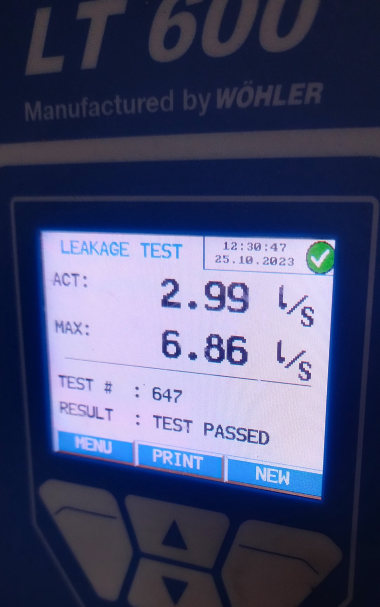 LT 600
Manufactured by WÖHLER
LEAKAGE TEST
12:30:47
25.10.2023
ACT: 2.99 l/s
MAX: 6.86 l/s
TEST # : 647
RESULT : TEST PASSED
MENU PRINT NEW